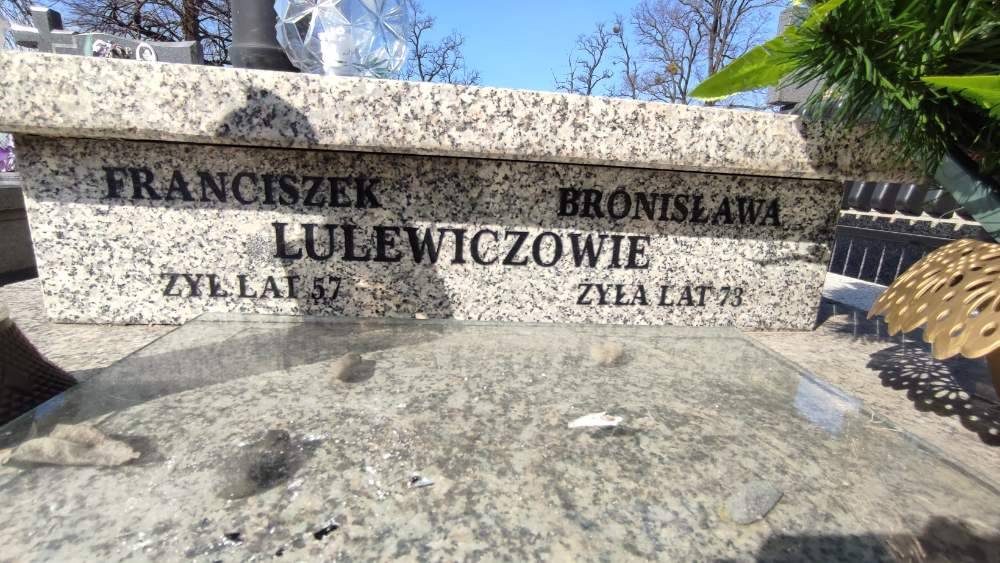 Ś.P.
FRANCISZEK BRONISŁAWA
LULEWICZOWIE
ŻYŁ LAT 57 ŻYŁA LAT 73